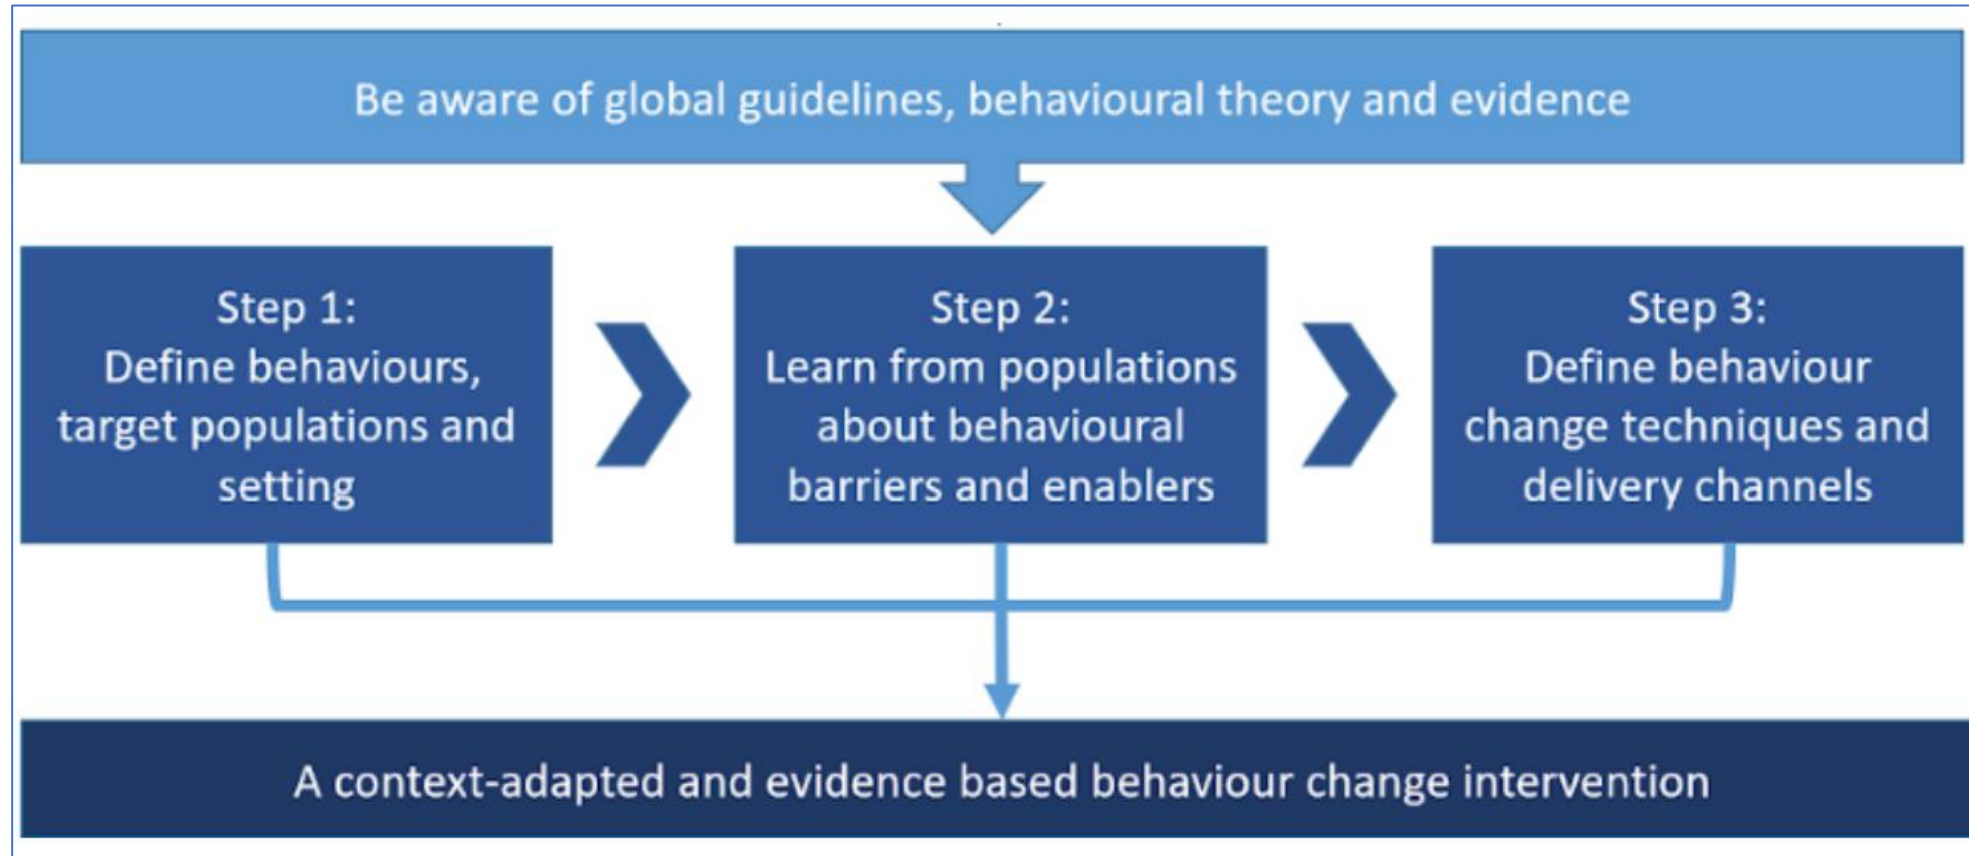 Be aware of global guidelines, behavioural theory and evidence
Step 1:
Define behaviours,
target populations and
setting
Step 2:
Learn from populations
about behavioural
barriers and enablers
Step 3:
Define behaviour
change techniques and
delivery channels
A context-adapted and evidence based behaviour change intervention